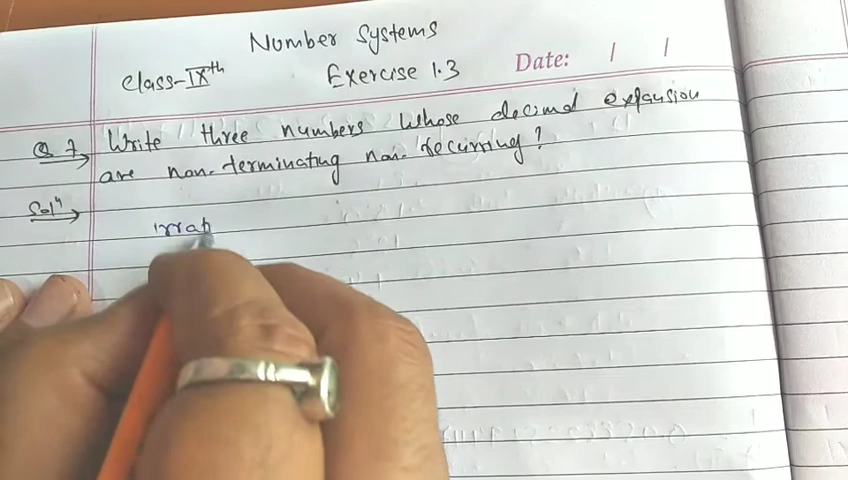 Number Systems
Class-IXth Exercise 1.3 Date: / /
Q 7 Write three numbers whose decimal expansion
are non-terminating non-recurring?
Solⁿ
irrat